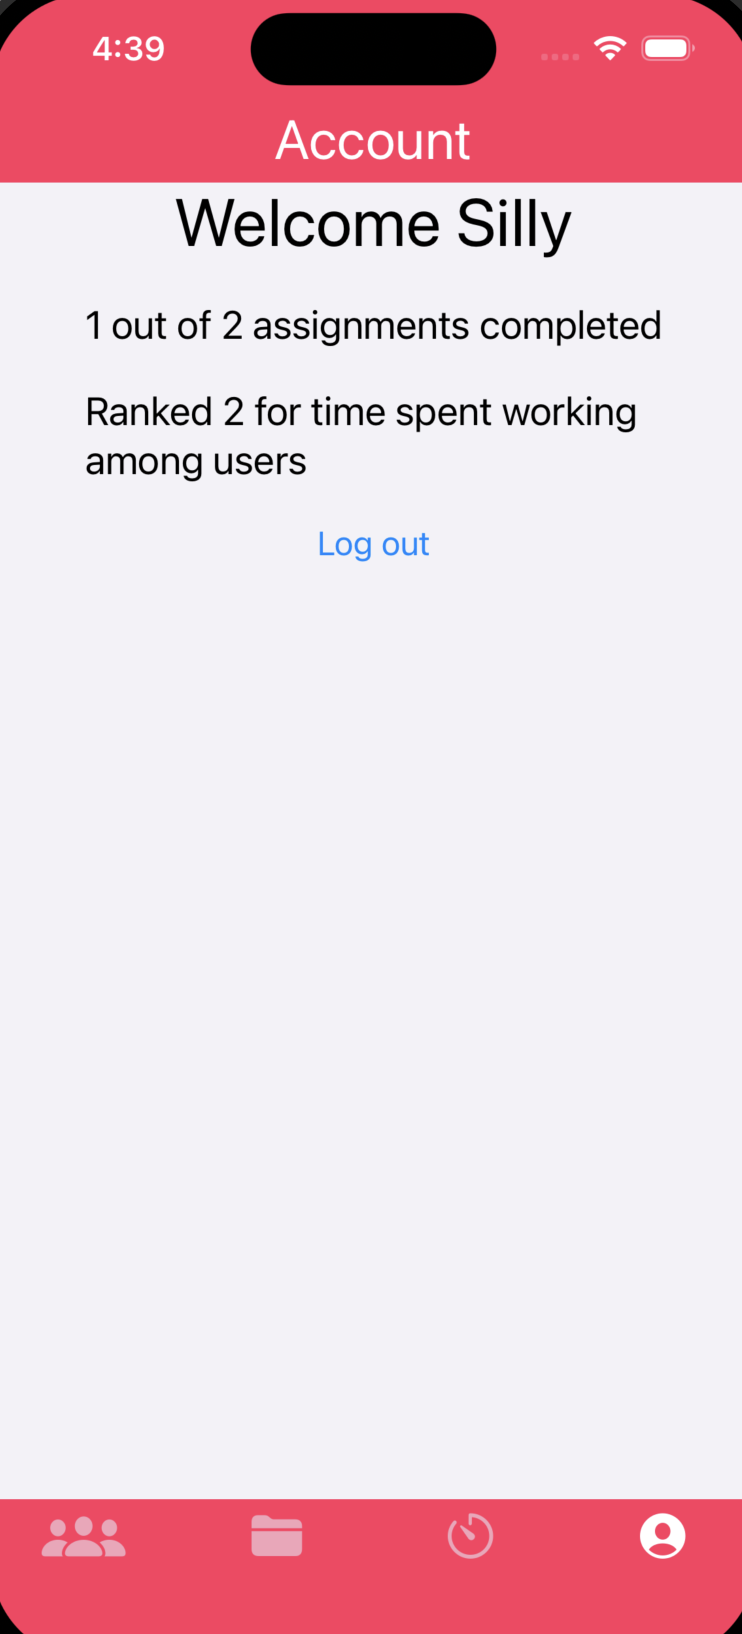 4:39
Account
Welcome Silly
1 out of 2 assignments completed
Ranked 2 for time spent working
among users
Log out